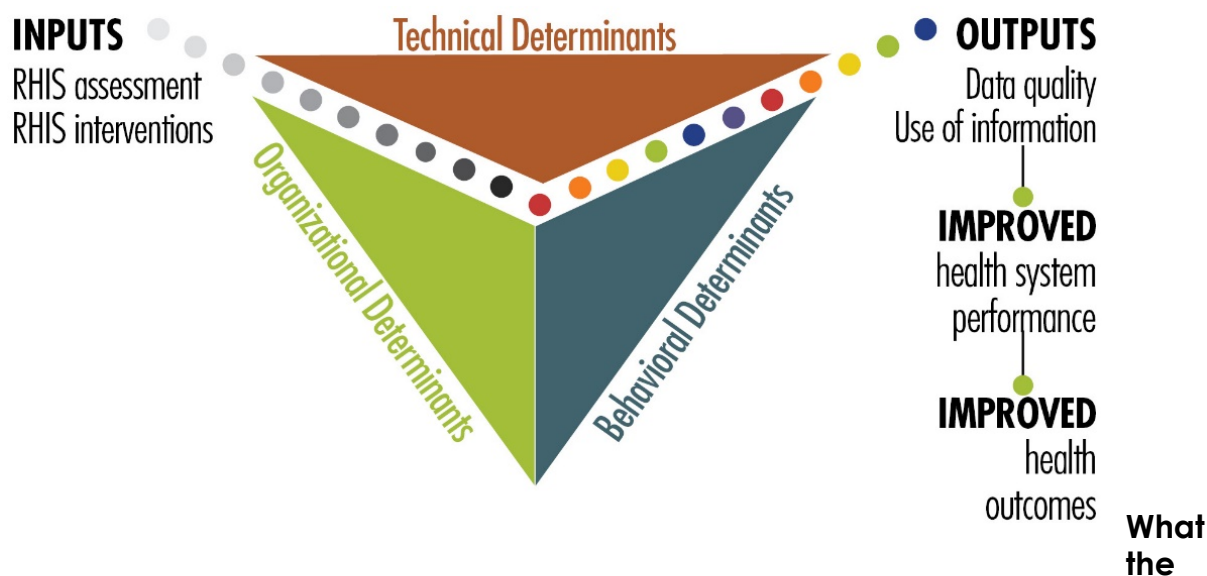 INPUTS
RHIS assessment
RHIS interventions
Technical Determinants
Organizational Determinants
Behavioral Determinants
OUTPUTS
Data quality
Use of information
IMPROVED
health system
performance
IMPROVED
health
outcomes
What
the